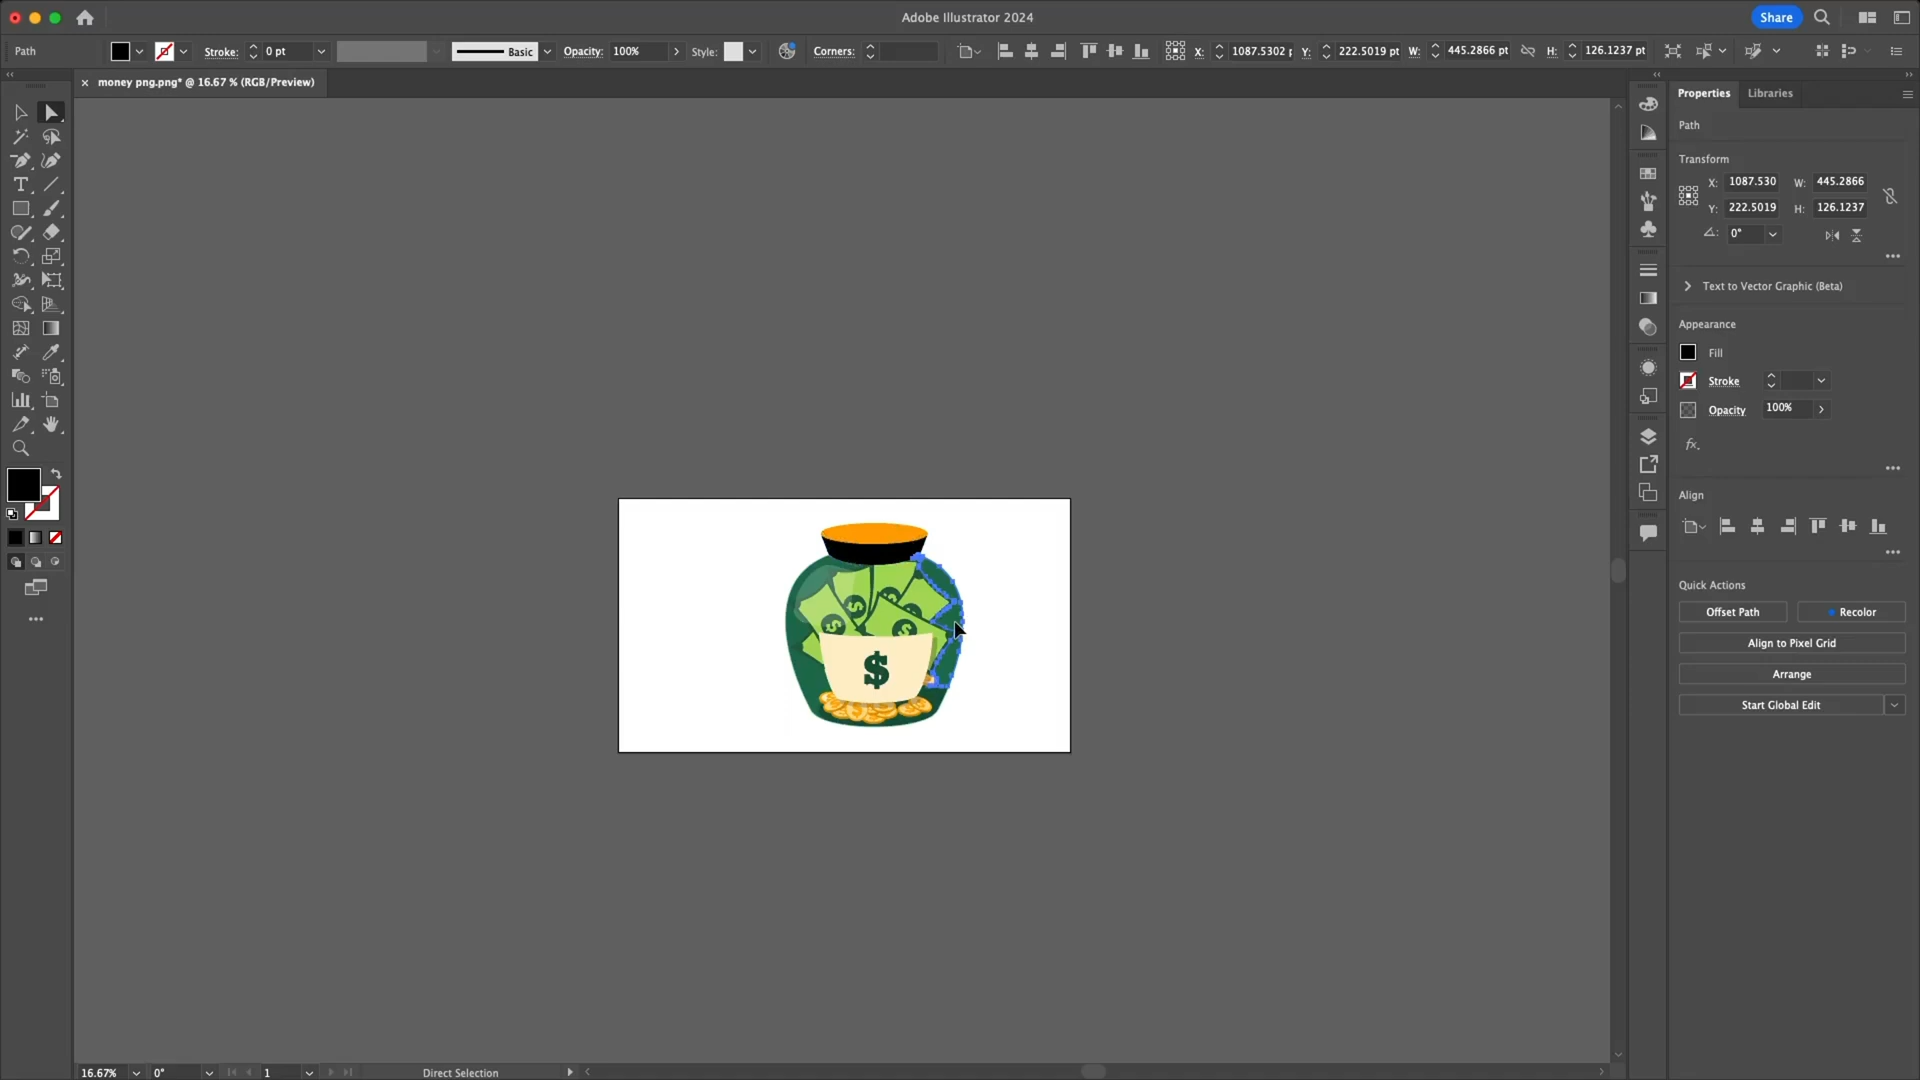 Adobe Illustrator 2024
Share
Path
Stroke:
0 pt
Basic
Opacity:
100%
Style:
Corners:
X:
1087.5302 p
Y:
222.5019 pt
W:
445.2866 pt
H:
126.1237 pt
money png.png* @ 16.67 % (RGB/Preview)
Properties
Libraries
Path
Transform
X:
1087.530
W:
445.2866
Y:
222.5019
H:
126.1237
0°
Text to Vector Graphic (Beta)
Appearance
Fill
Stroke
Opacity
100%
fx
Align
Quick Actions
Offset Path
Recolor
Align to Pixel Grid
Arrange
Start Global Edit
$
$
$
$
16.67%
0°
1
Direct Selection